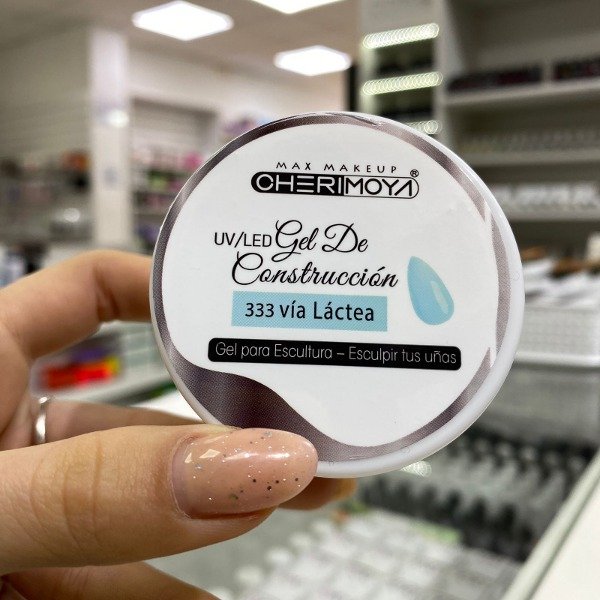 MAX MAKEUP
CHERIMOYA®
UV/LED Gel De
Construcción
333 vía Láctea
Gel para Escultura – Esculpir tus uñas